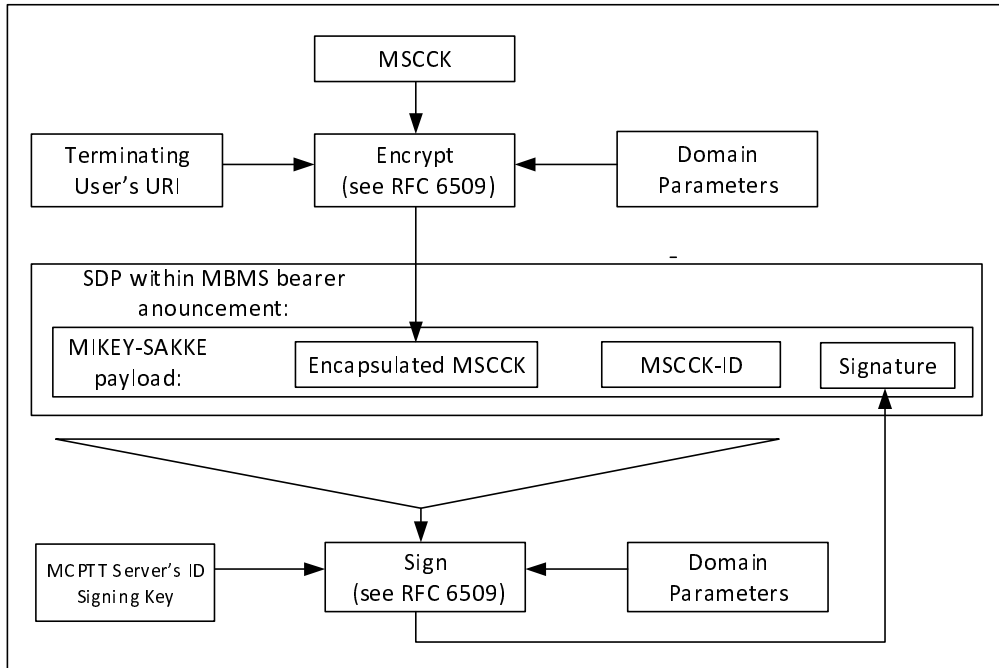 MSCCK
Terminating
User's URI
Encrypt
(see RFC 6509)
Domain
Parameters
SDP within MBMS bearer
anouncement:
MIKEY-SAKKE
payload:
Encapsulated MSCCK
MSCCK-ID
Signature
MCPTT Server's ID
Signing Key
Sign
(see RFC 6509)
Domain
Parameters